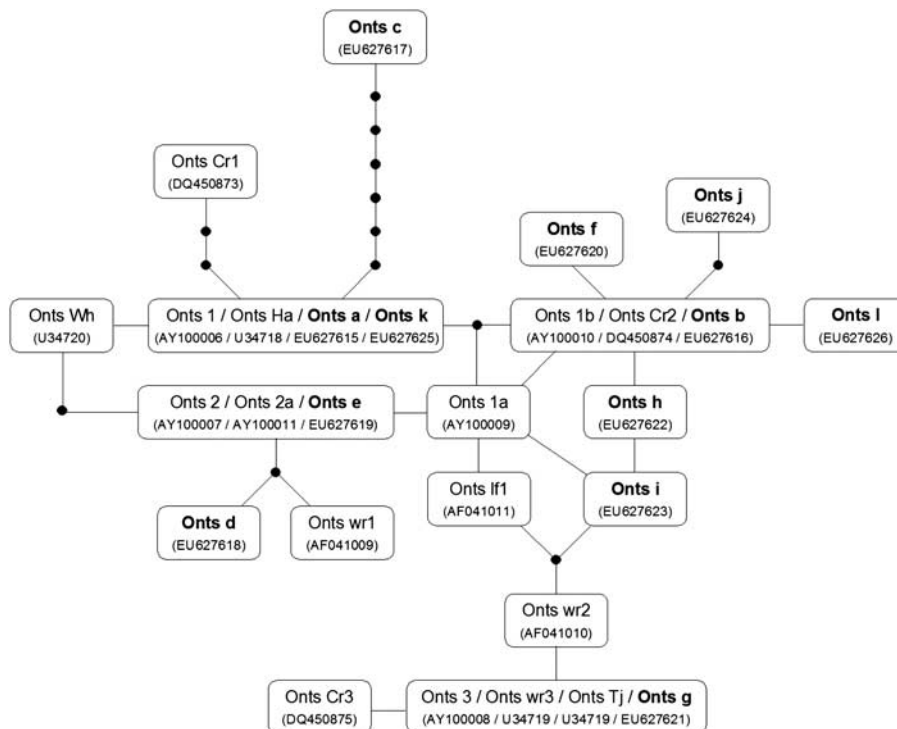 Onts c
(EU627617)
Onts Cr1
(DQ450873)
Onts j
(EU627624)
Onts f
(EU627620)
Onts Wh
(U34720)
Onts 1 / Onts Ha / Onts a / Onts k
(AY100006 / U34718 / EU627615 / EU627625)
Onts 1b / Onts Cr2 / Onts b
(AY100010 / DQ450874 / EU627616)
Onts l
(EU627626)
Onts 2 / Onts 2a / Onts e
(AY100007 / AY100011 / EU627619)
Onts 1a
(AY100009)
Onts h
(EU627622)
Onts d
(EU627618)
Onts wr1
(AF041009)
Onts lf1
(AF041011)
Onts i
(EU627623)
Onts wr2
(AF041010)
Onts Cr3
(DQ450875)
Onts 3 / Onts wr3 / Onts Tj / Onts g
(AY100008 / U34719 / U34719 / EU627621)